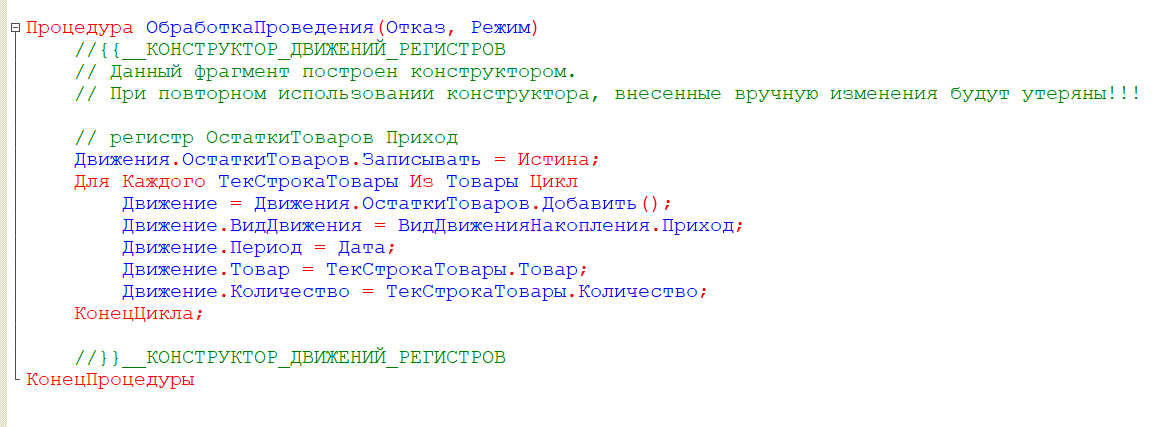 Процедура ОбработкаПроведения(Отказ, Режим)
//{{__КОНСТРУКТОР_ДВИЖЕНИЙ_РЕГИСТРОВ
// Данный фрагмент построен конструктором.
// При повторном использовании конструктора, внесенные вручную изменения будут утеряны!!!
// регистр ОстаткиТоваров Приход
Движения.ОстаткиТоваров.Записывать = Истина;
Для Каждого ТекСтрокаТовары Из Товары Цикл
Движение = Движения.ОстаткиТоваров.Добавить();
Движение.ВидДвижения = ВидДвиженияНакопления.Приход;
Движение.Период = Дата;
Движение.Товар = ТекСтрокаТовары.Товар;
Движение.Количество = ТекСтрокаТовары.Количество;
КонецЦикла;
//}}__КОНСТРУКТОР_ДВИЖЕНИЙ_РЕГИСТРОВ
КонецПроцедуры